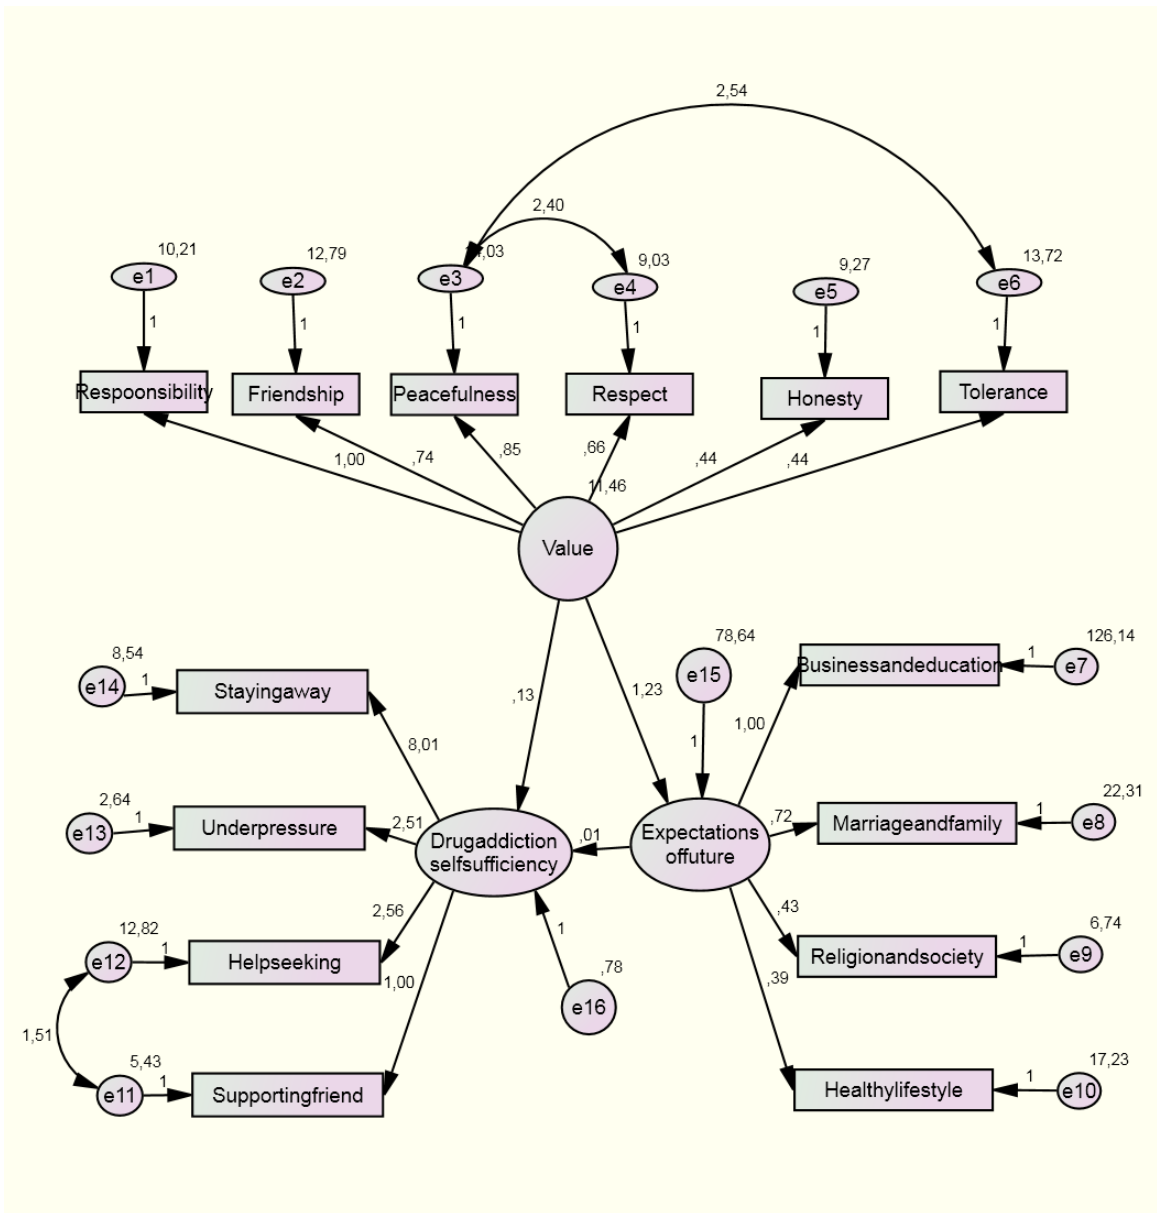 2,54
2,40
10,21
12,79
9,03
9,27
13,72
e1
e2
e3
e4
e5
e6
1
1
1
1
1
1
Respoonsibility
Friendship
Peacefulness
Respect
Honesty
Tolerance
1,00
,74
,85
,66
,44
,44
11,46
Value
8,54
e14
1
Stayingaway
,13
1,23
78,64
e15
1
Businessandeducation
1
126,14
e7
8,01
1,00
2,64
e13
1
Underpressure
2,51
Drugaddiction
selfsufficiency
,01
Expectations
offuture
,72
Marriageandfamily
1
22,31
e8
12,82
e12
1
Helpseeking
2,56
1
,78
e16
,43
Religionandsociety
1
6,74
e9
1,51
1,00
,39
5,43
e11
1
Supportingfriend
Healthylifestyle
1
17,23
e10